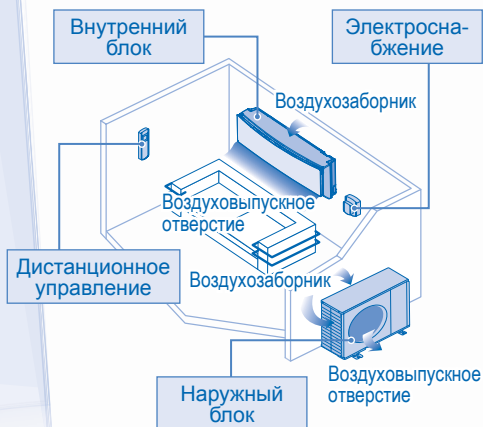 Внутренний
блок
Электросна-
бжение
Воздухозаборник
Воздуховыпускное
отверстие
Дистанционное
управление
Воздухозаборник
Воздуховыпускное
отверстие
Наружный
блок